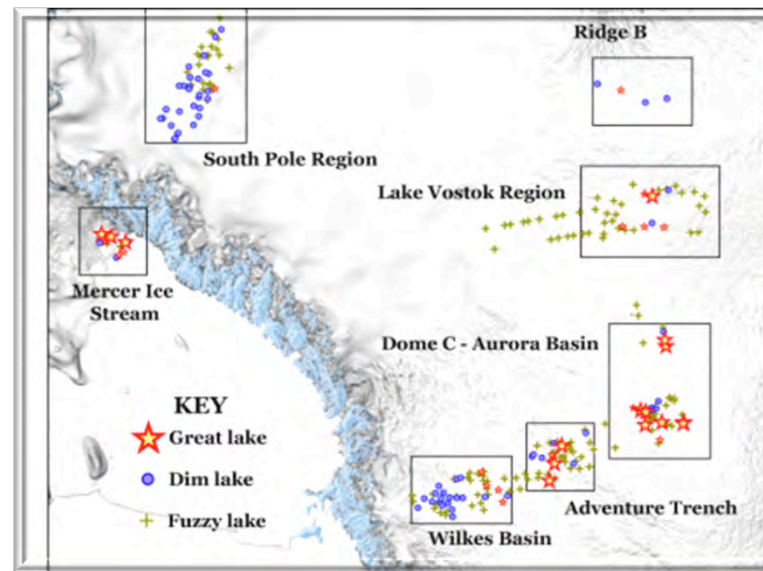 Ridge B
South Pole Region
Lake Vostok Region
Mercer Ice
Stream
Dome C - Aurora Basin
KEY
Great lake
Dim lake
Fuzzy lake
Adventure Trench
Wilkes Basin